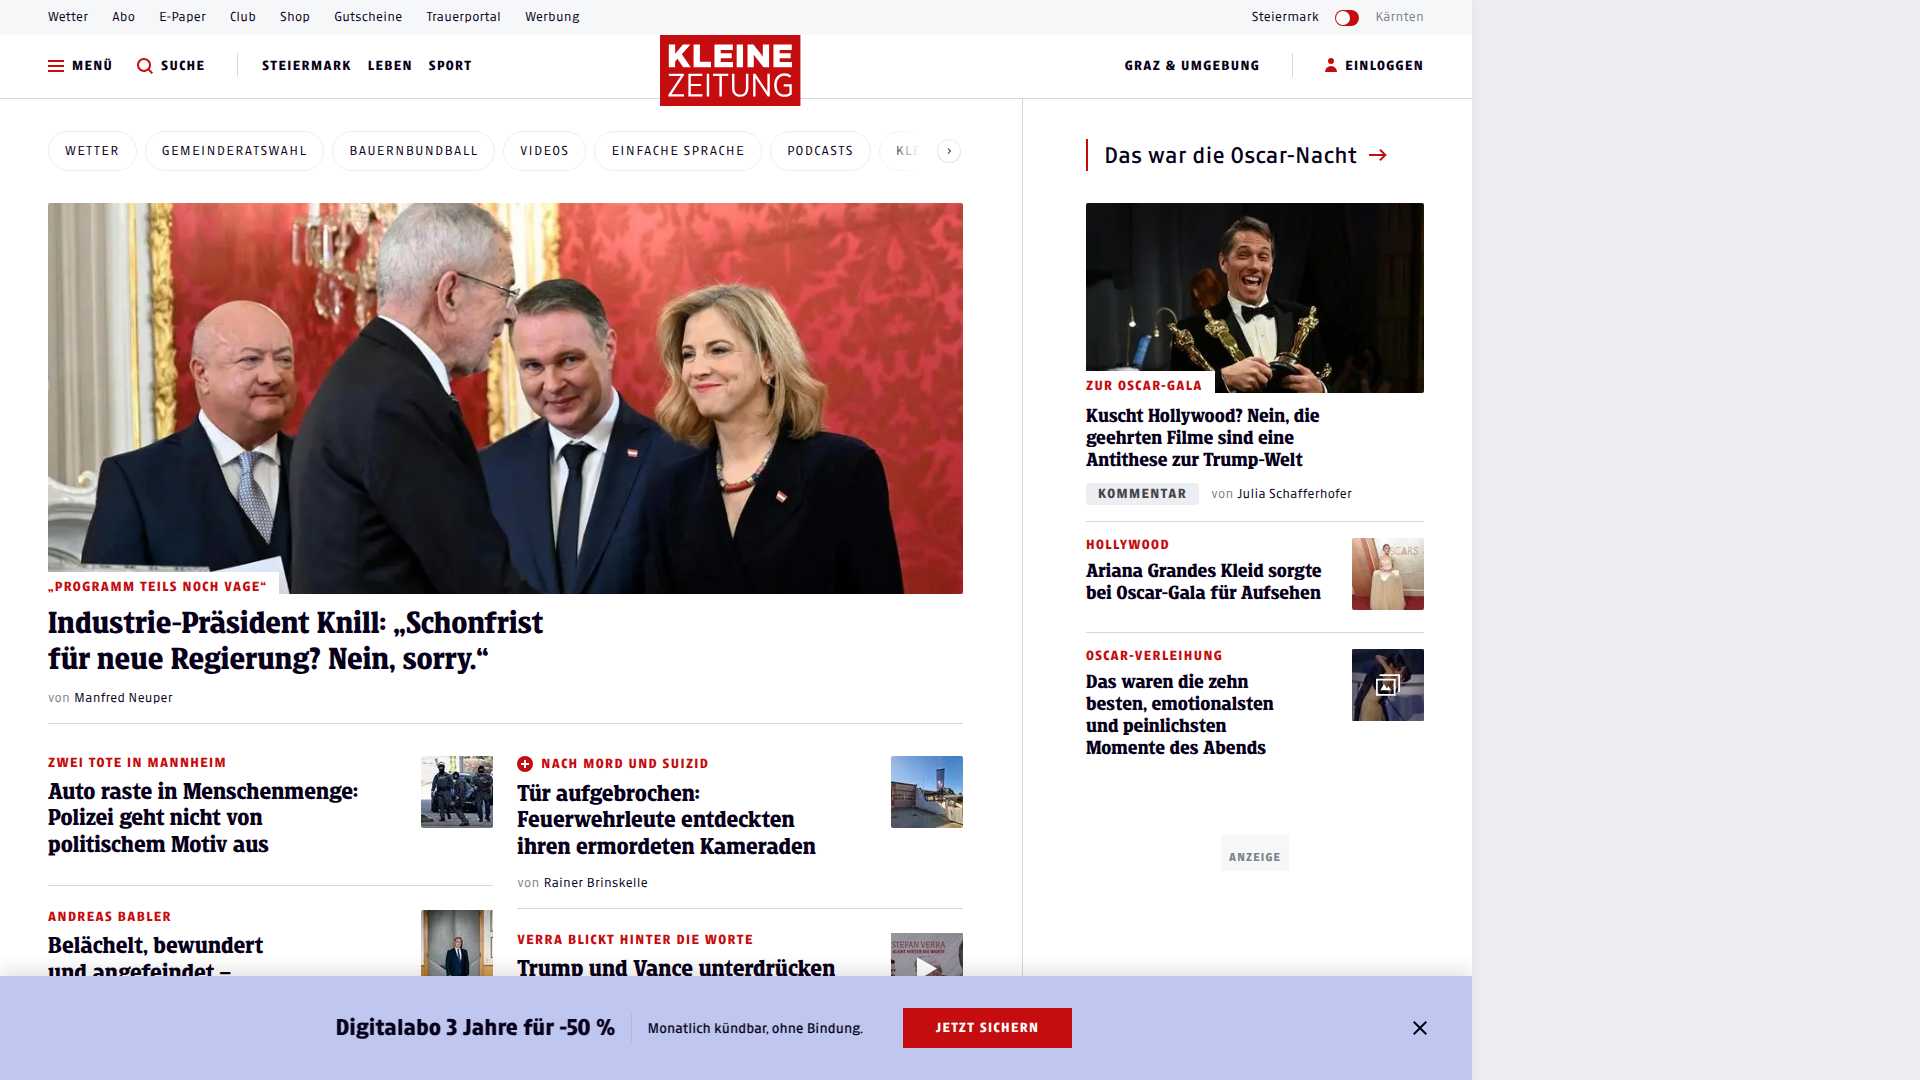 Wetter Abo E-Paper Club Shop Gutscheine Trauerportal Werbung Steiermark Kärnten
MENÜ SUCHE STEIERMARK LEBEN SPORT KLEINE ZEITUNG GRAZ & UMGEBUNG EINLOGGEN
WETTER GEMEINDERATSWAHL BAUERNBUNDBALL VIDEOS EINFACHE SPRACHE PODCASTS
„PROGRAMM TEILS NOCH VAGE“
Industrie-Präsident Knill: „Schonfrist
für neue Regierung? Nein, sorry.“
von Manfred Neuper
ZWEI TOTE IN MANNHEIM
Auto raste in Menschenmenge:
Polizei geht nicht von
politischem Motiv aus
ANDREAS BABLER
Belächelt, bewundert
und angefeindet –
NACH MORD UND SUIZID
Tür aufgebrochen:
Feuerwehrleute entdeckten
ihren ermordeten Kameraden
von Rainer Brinskelle
VERRA BLICKT HINTER DIE WORTE
Trump und Vance unterdrücken
STEFAN VERRA
Das war die Oscar-Nacht
ZUR OSCAR-GALA
Kuscht Hollywood? Nein, die
geehrten Filme sind eine
Antithese zur Trump-Welt
KOMMENTAR von Julia Schafferhofer
HOLLYWOOD
Ariana Grandes Kleid sorgte
bei Oscar-Gala für Aufsehen
OSCAR-VERLEIHUNG
Das waren die zehn
besten, emotionalsten
und peinlichsten
Momente des Abends
ANZEIGE
Digitalabo 3 Jahre für -50 % Monatlich kündbar, ohne Bindung. JETZT SICHERN